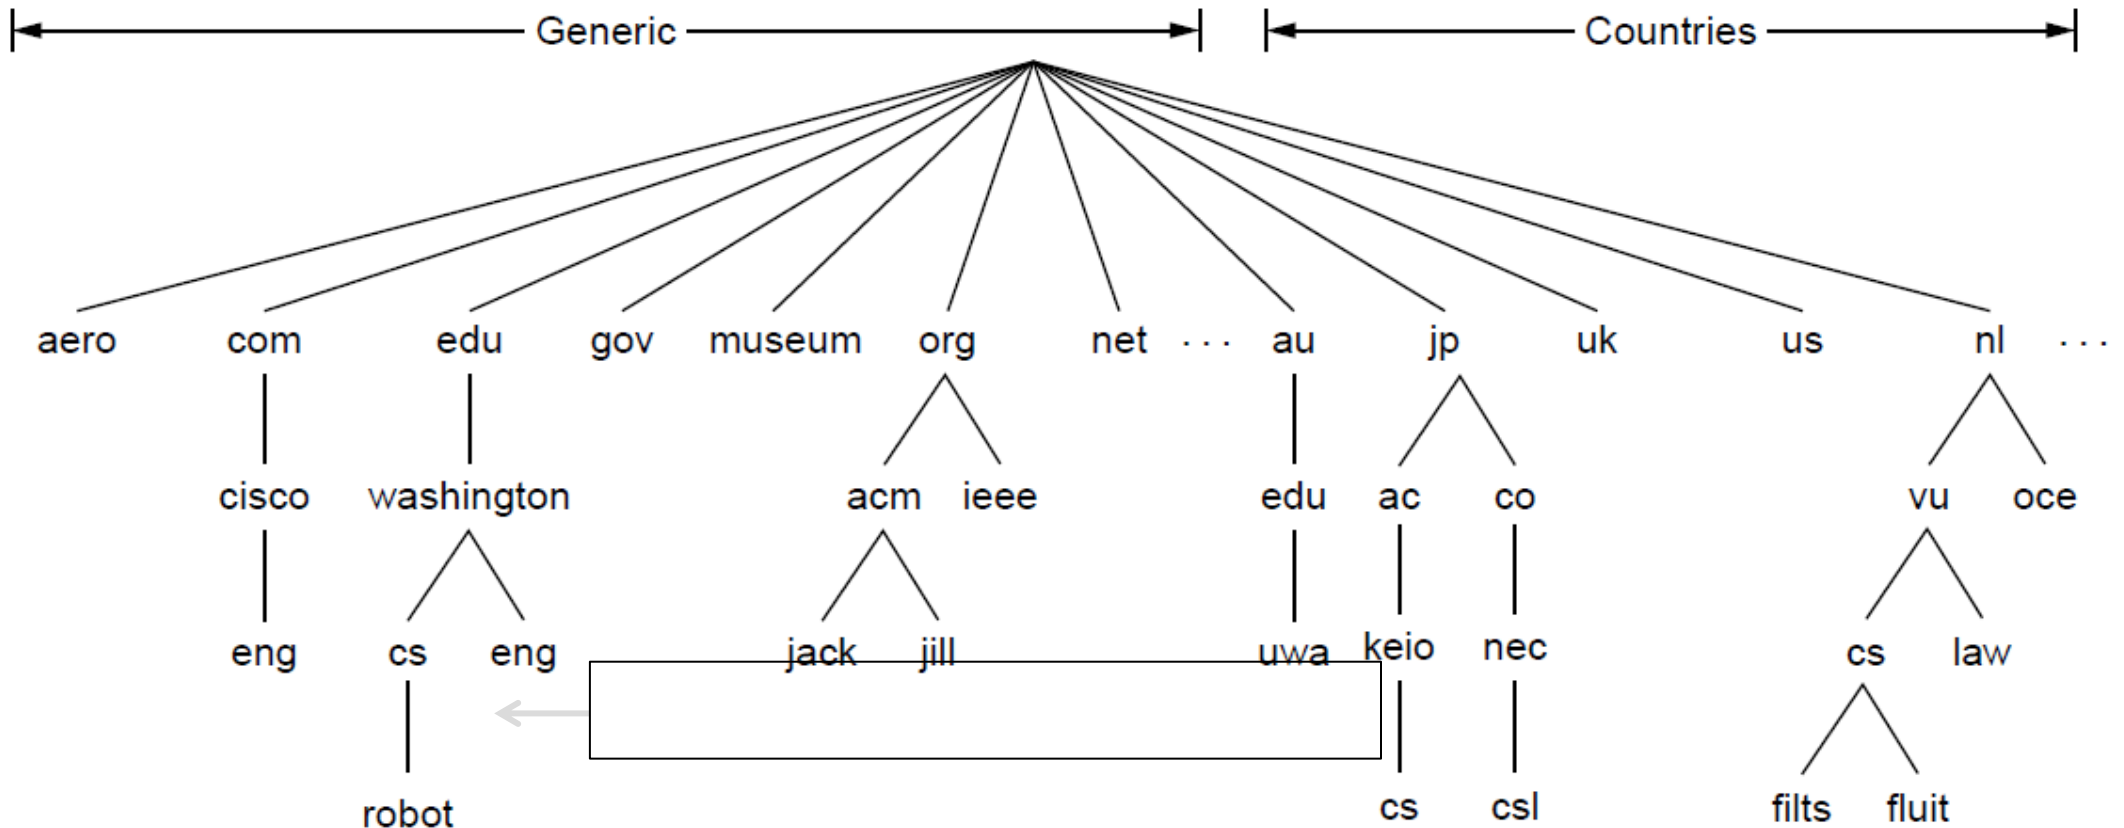 Generic Countries
aero com edu gov museum org net ··· au jp uk us nl ···
cisco washington acm ieee edu ac co vu oce
eng cs eng jack jill uwa keio nec cs law
robot cs csl filts fluit